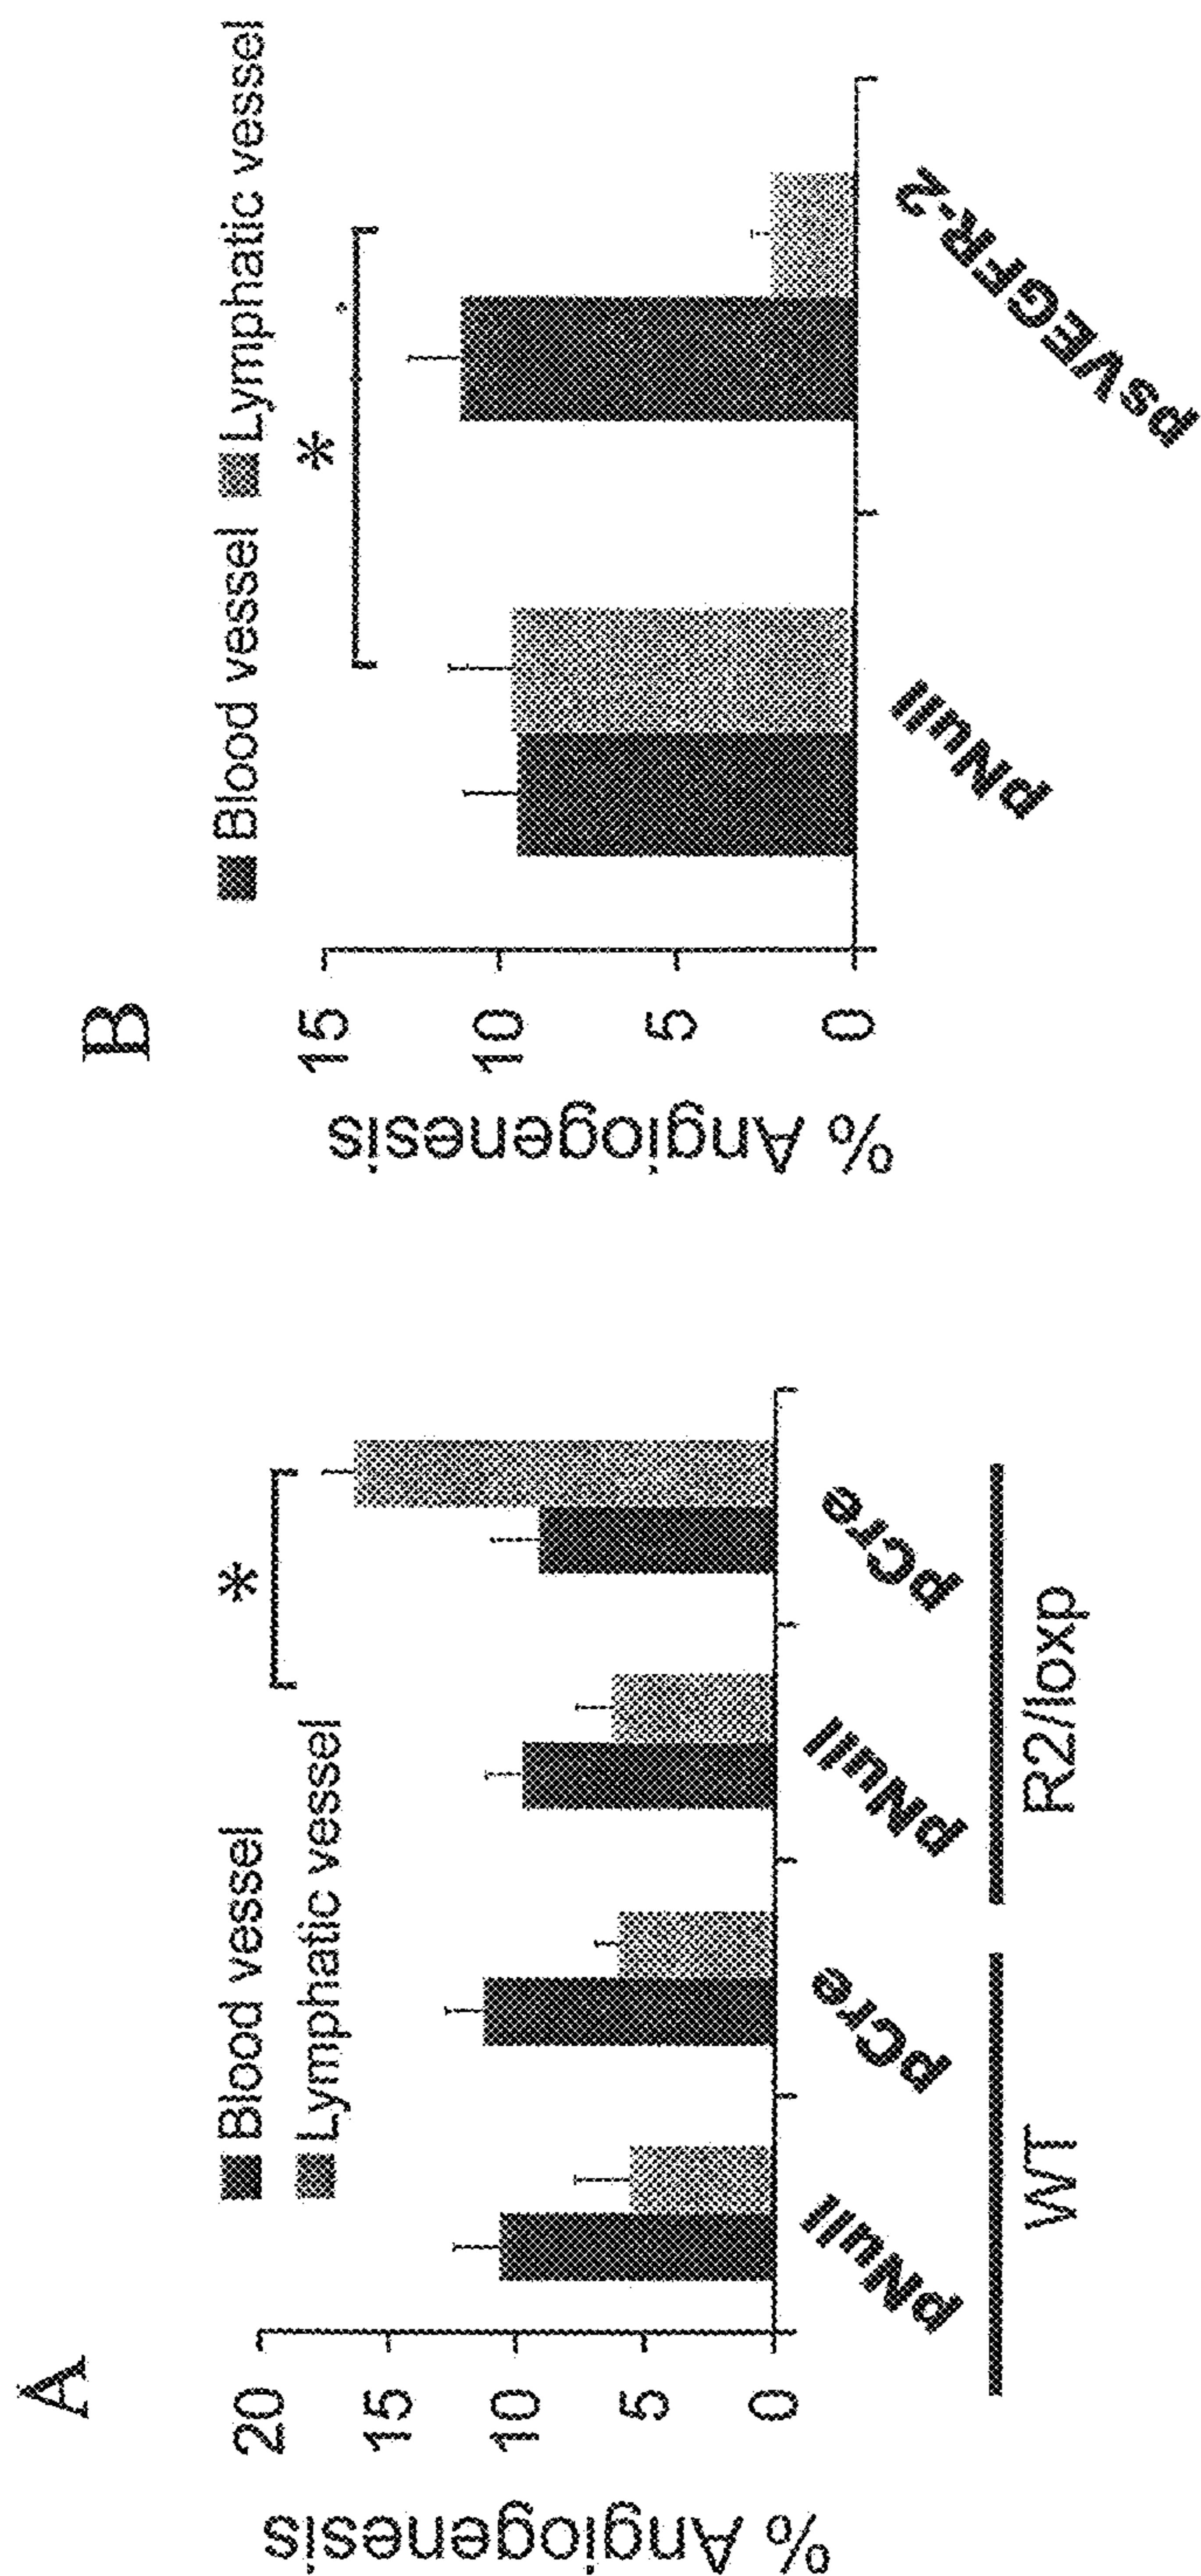 A
Blood vessel
Lymphatic vessel
*
% Angiogenesis
20
15
10
5
0
pNull
pCre
pNull
pCre
WT
R2/loxp
B
Blood vessel Lymphatic vessel
*
% Angiogenesis
15
10
5
0
pNull
psVEGFR-2